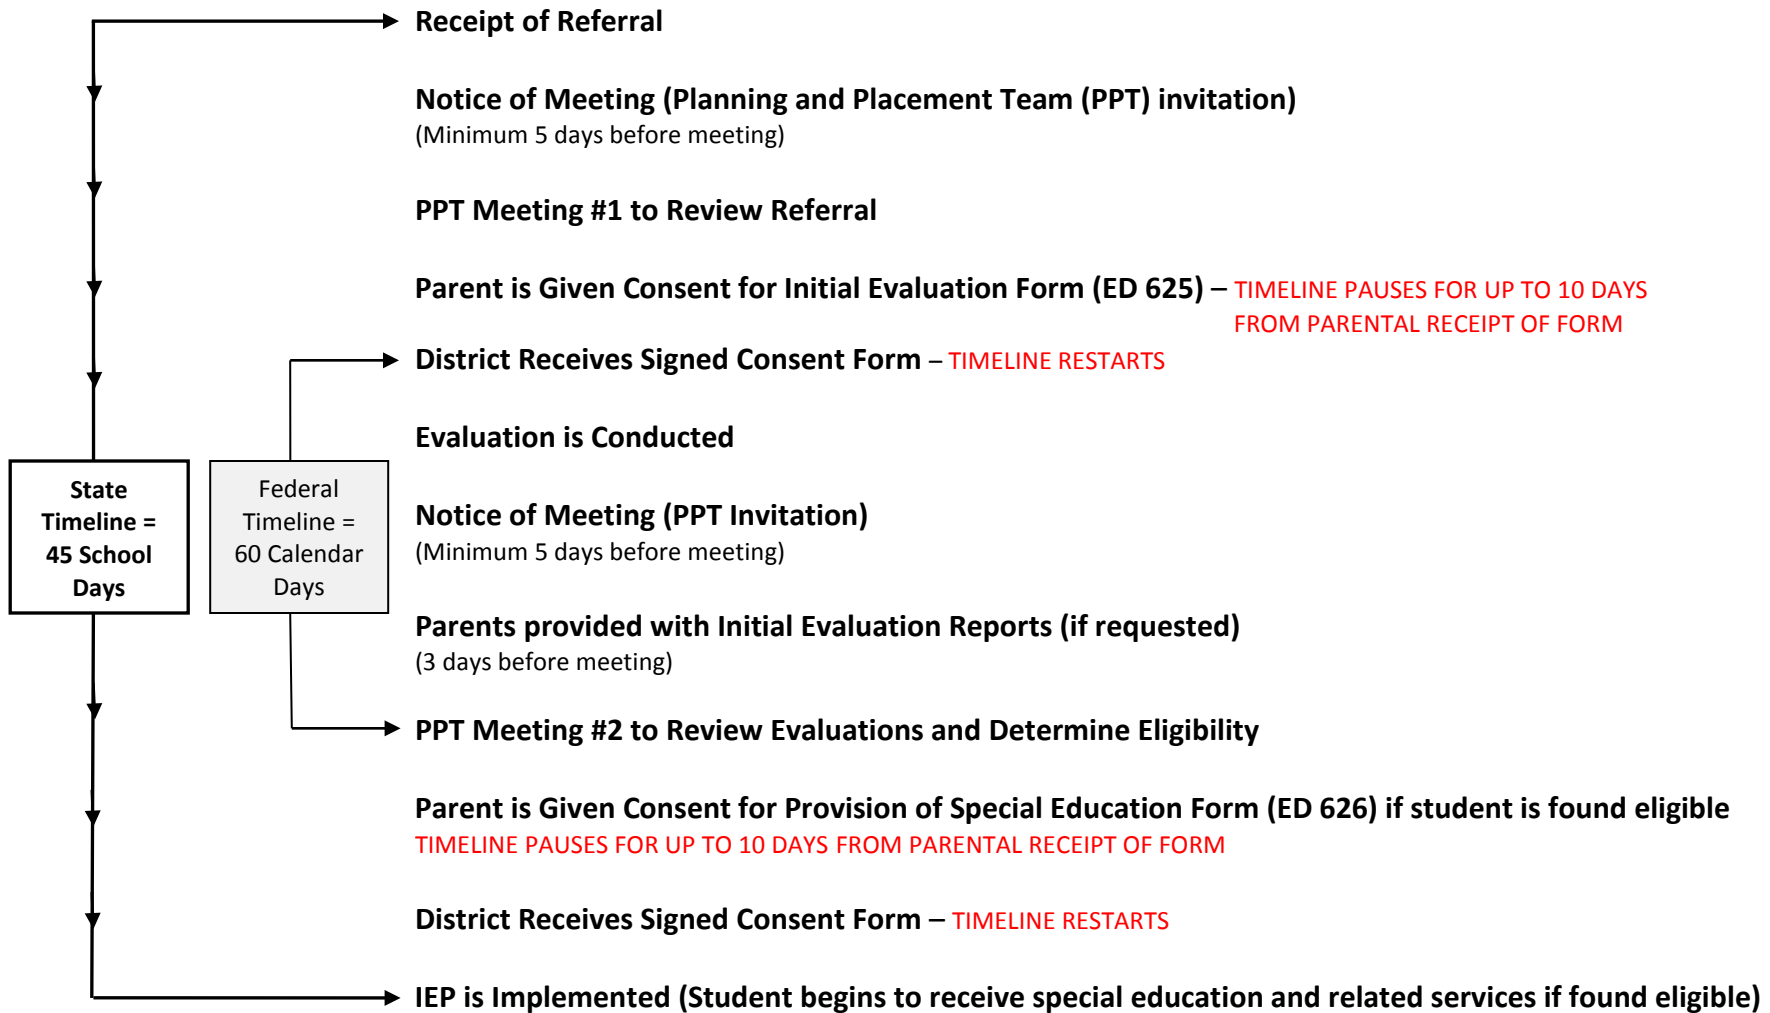 Receipt of Referral
Notice of Meeting (Planning and Placement Team (PPT) invitation)
(Minimum 5 days before meeting)
PPT Meeting #1 to Review Referral
Parent is Given Consent for Initial Evaluation Form (ED 625) – TIMELINE PAUSES FOR UP TO 10 DAYS
FROM PARENTAL RECEIPT OF FORM
District Receives Signed Consent Form – TIMELINE RESTARTS
Evaluation is Conducted
State
Timeline =
45 School
Days
Federal
Timeline =
60 Calendar
Days
Notice of Meeting (PPT Invitation)
(Minimum 5 days before meeting)
Parents provided with Initial Evaluation Reports (if requested)
(3 days before meeting)
PPT Meeting #2 to Review Evaluations and Determine Eligibility
Parent is Given Consent for Provision of Special Education Form (ED 626) if student is found eligible
TIMELINE PAUSES FOR UP TO 10 DAYS FROM PARENTAL RECEIPT OF FORM
District Receives Signed Consent Form – TIMELINE RESTARTS
IEP is Implemented (Student begins to receive special education and related services if found eligible)